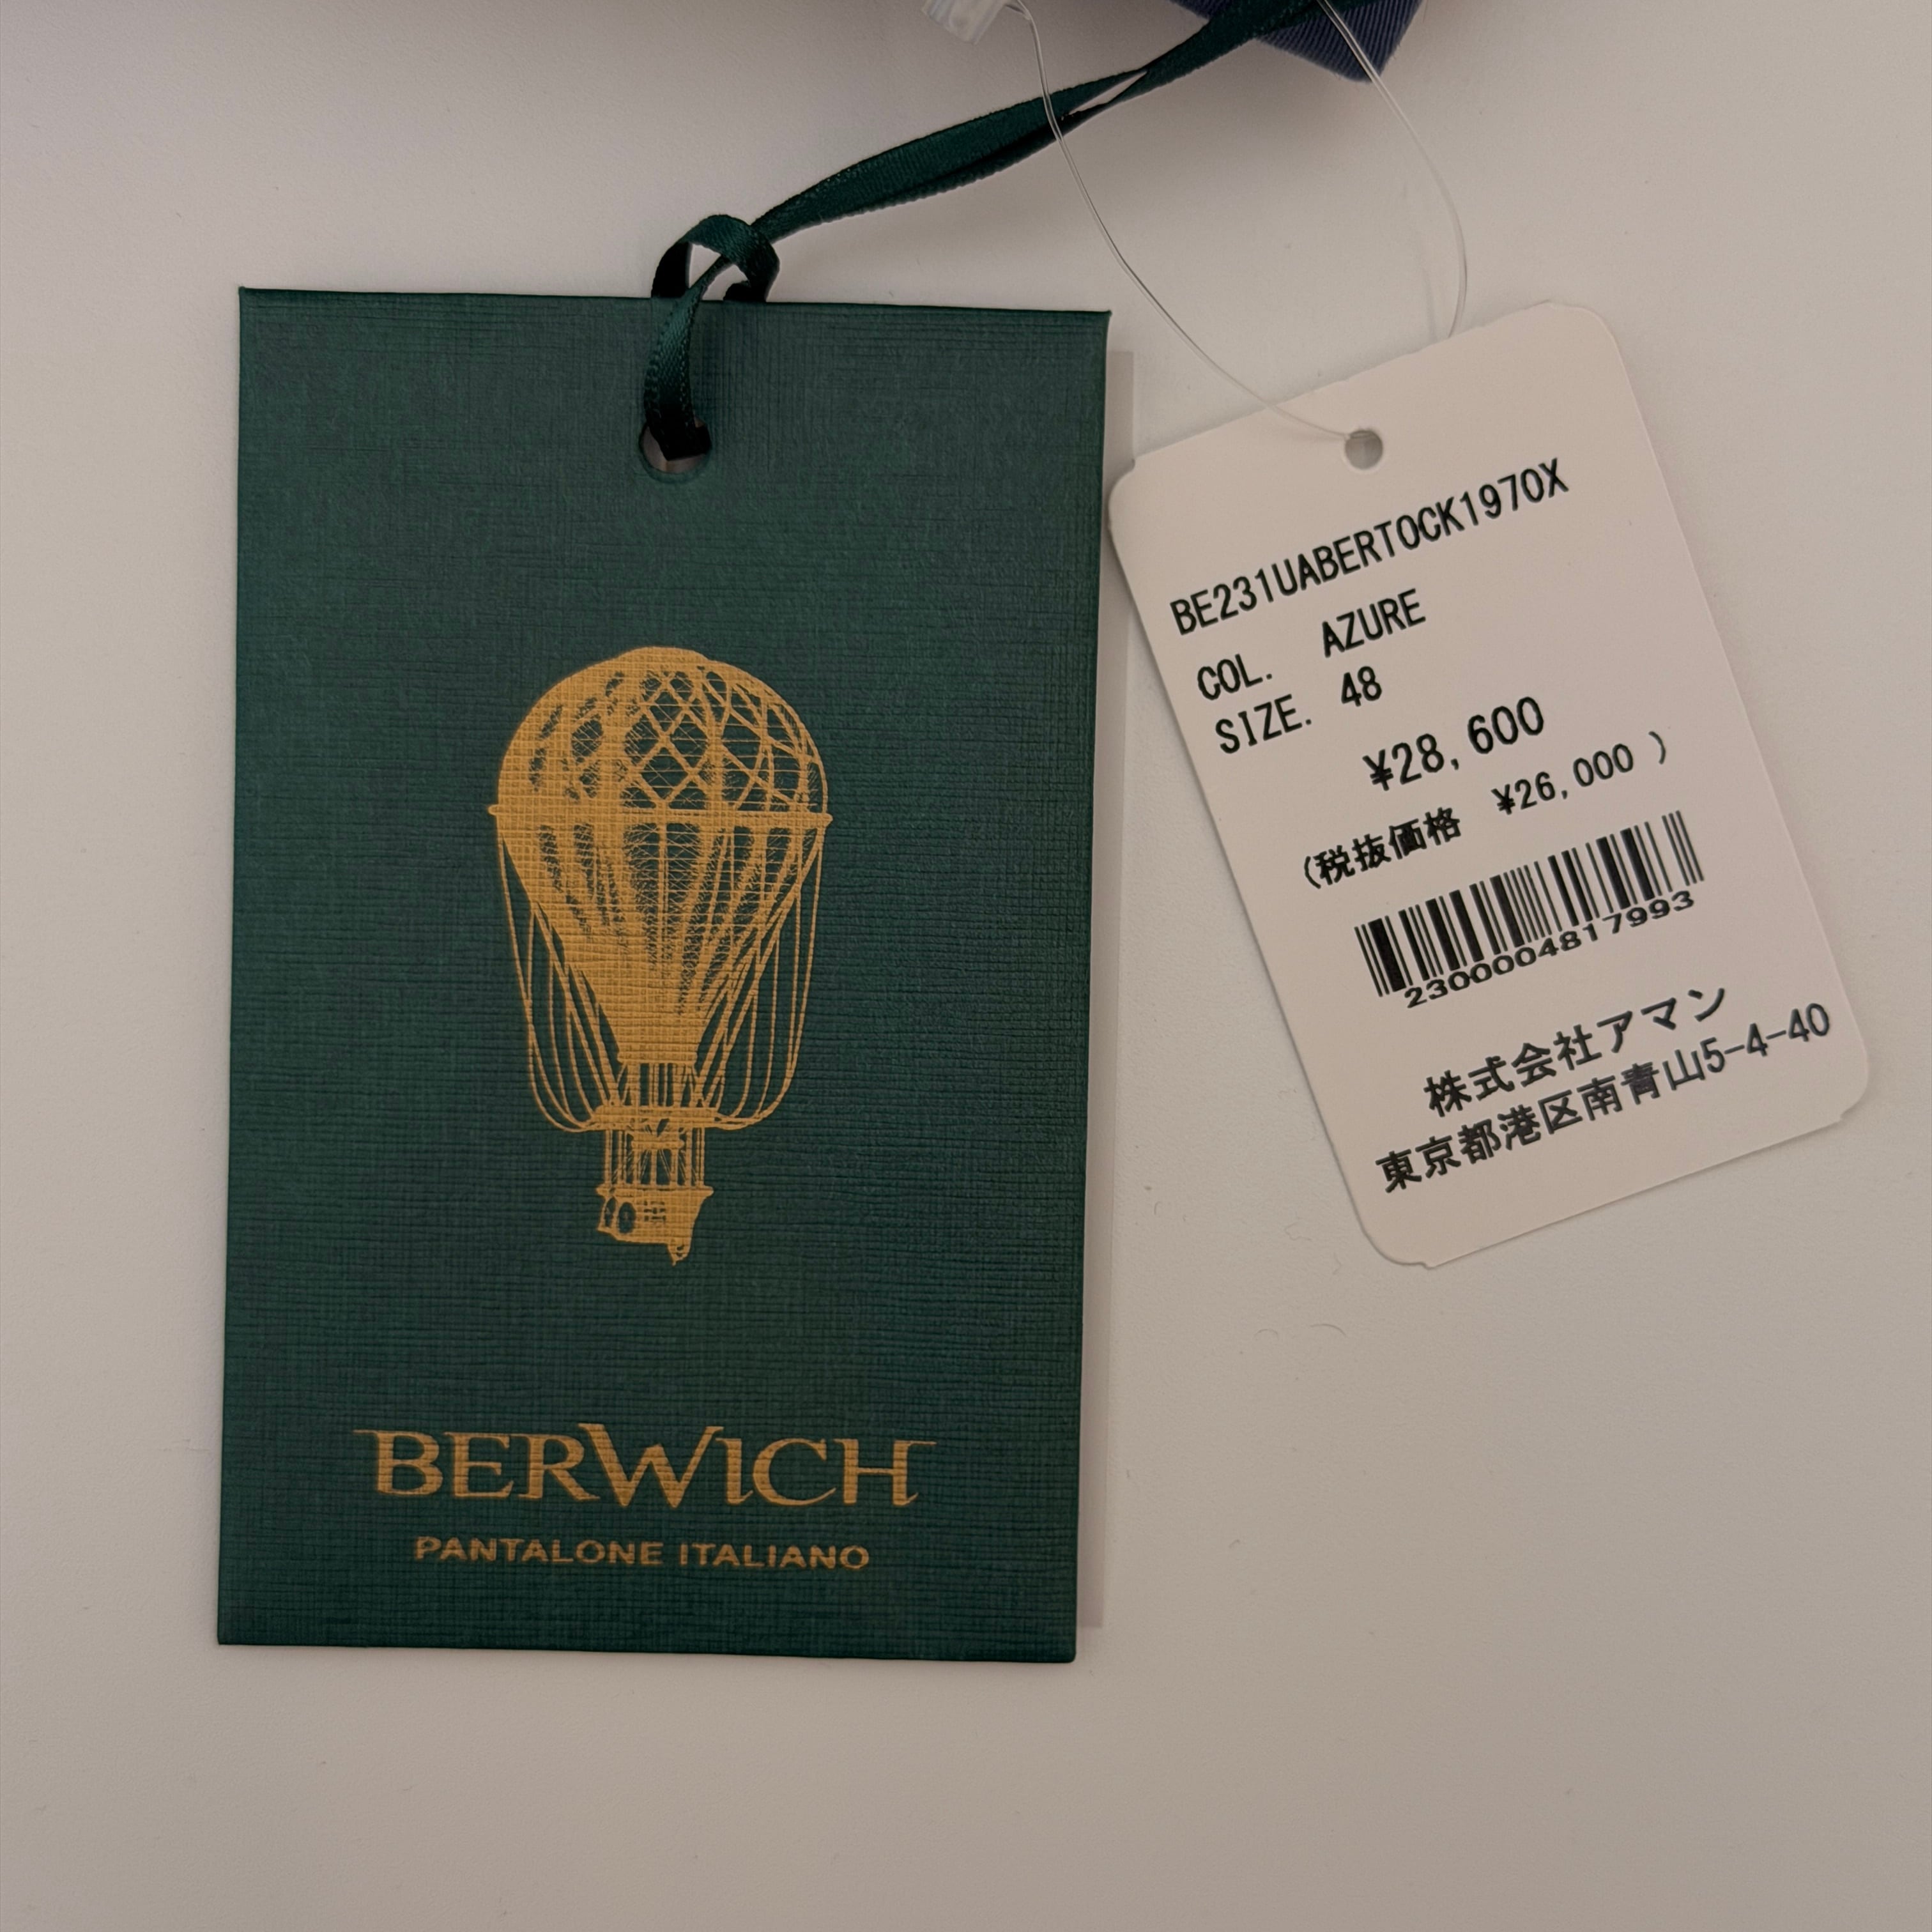 BERWICH
PANTALONE ITALIANO
BE231UABERTOCK1970X
COL. AZURE
SIZE. 48
¥28,600
(税抜価格 ¥26,000 )
2300004817993
株式会社アマン
東京都港区南青山5-4-40